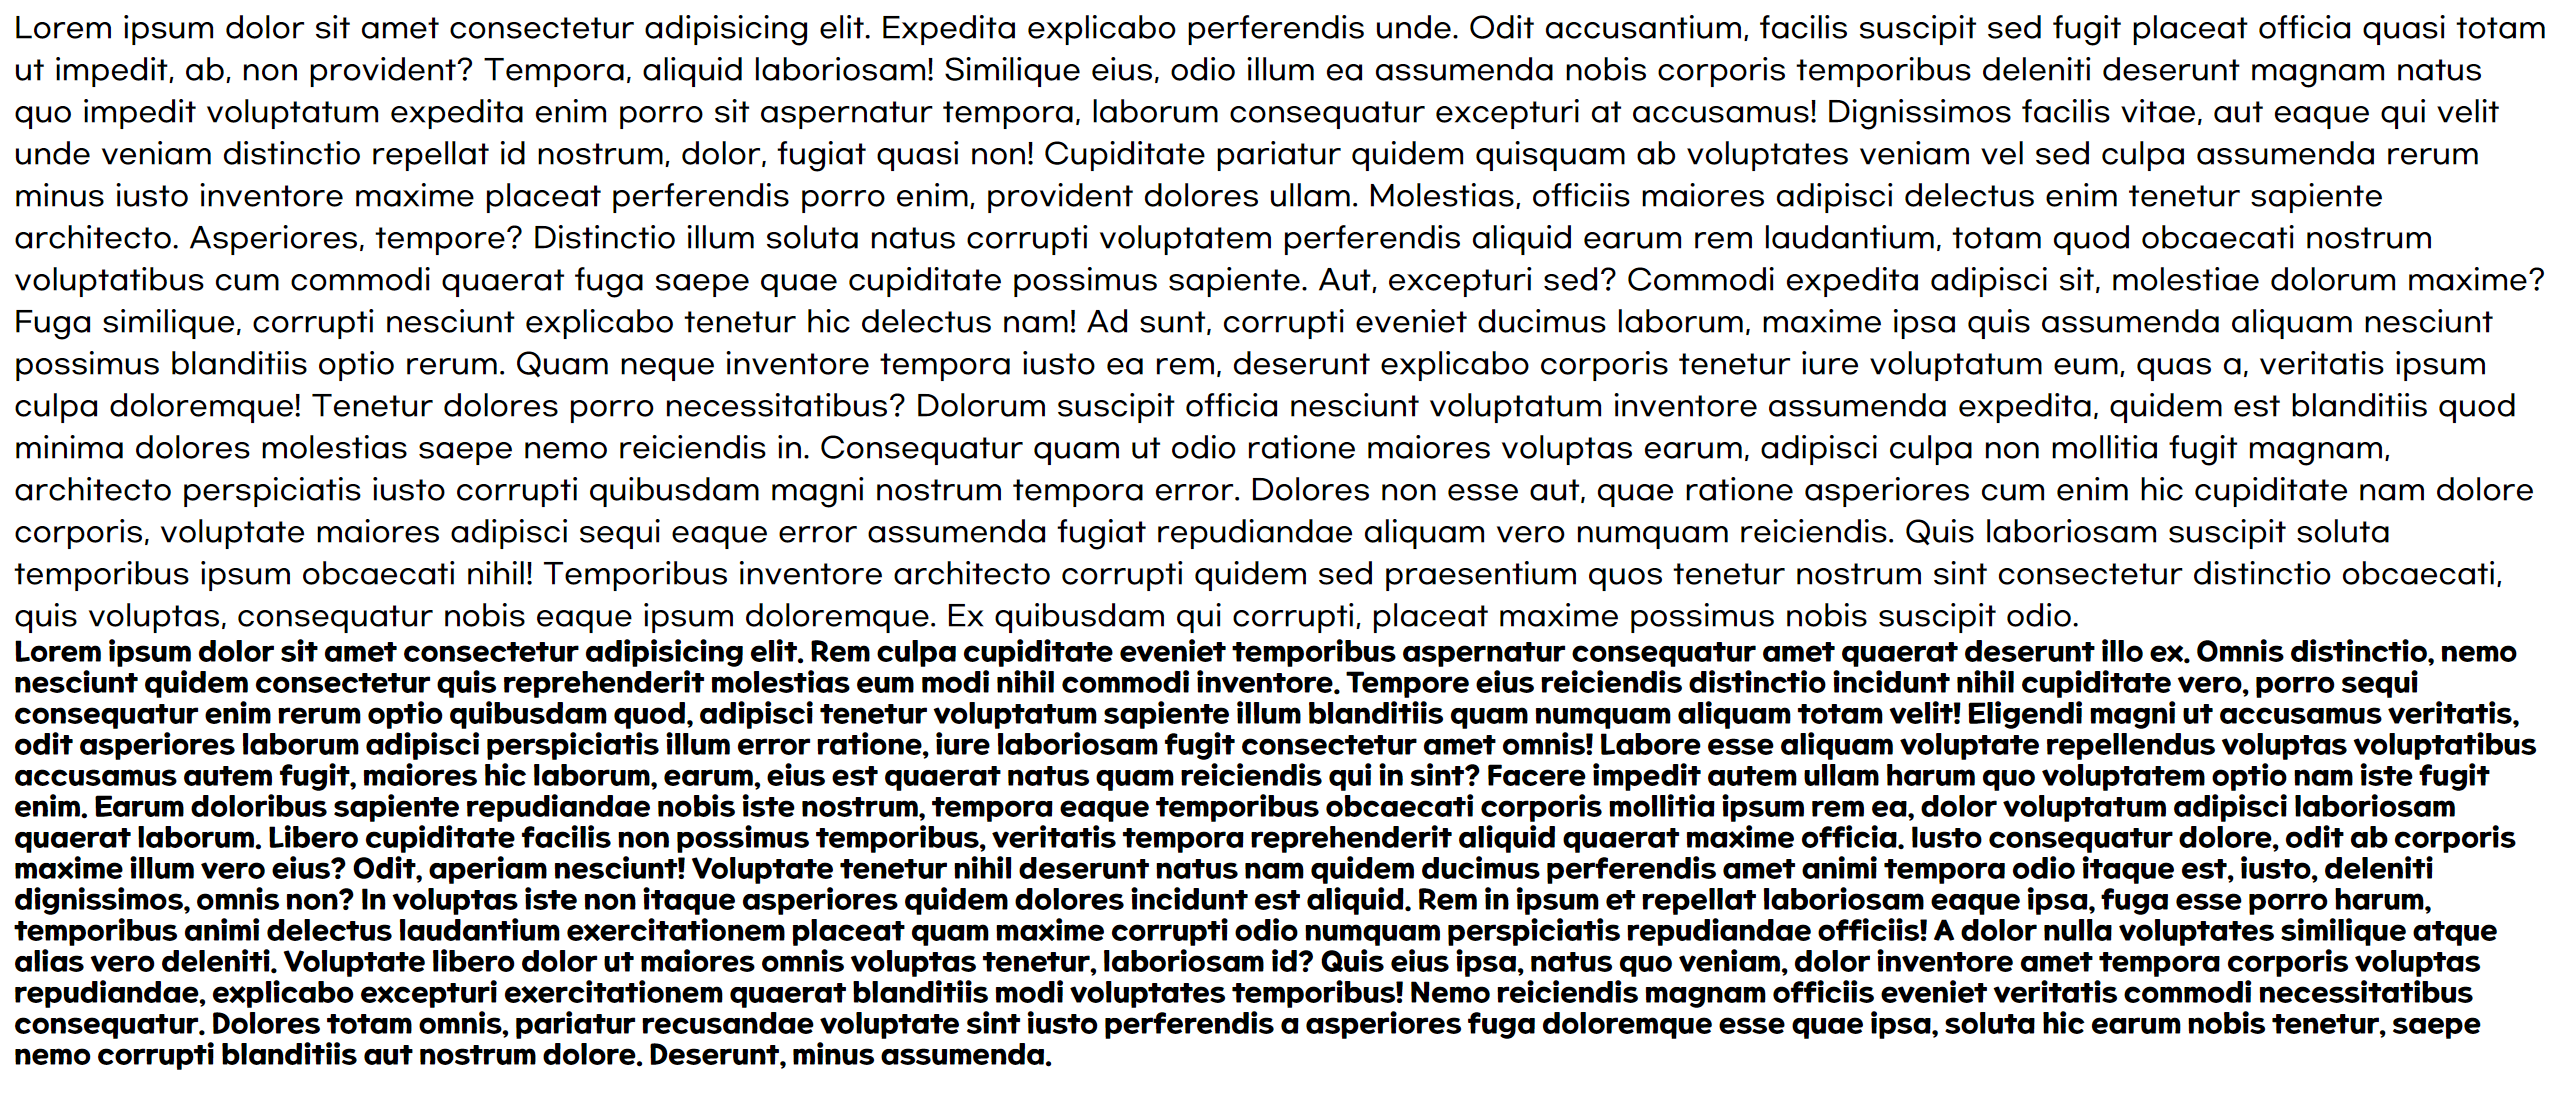 Lorem ipsum dolor sit amet consectetur adipisicing elit. Expedita explicabo perferendis unde. Odit accusantium, facilis suscipit sed fugit placeat officia quasi totam
ut impedit, ab, non provident? Tempora, aliquid laboriosam! Similique eius, odio illum ea assumenda nobis corporis temporibus deleniti deserunt magnam natus
quo impedit voluptatum expedita enim porro sit aspernatur tempora, laborum consequatur excepturi at accusamus! Dignissimos facilis vitae, aut eaque qui velit
unde veniam distinctio repellat id nostrum, dolor, fugiat quasi non! Cupiditate pariatur quidem quisquam ab voluptates veniam vel sed culpa assumenda rerum
minus iusto inventore maxime placeat perferendis porro enim, provident dolores ullam. Molestias, officiis maiores adipisci delectus enim tenetur sapiente
architecto. Asperiores, tempore? Distinctio illum soluta natus corrupti voluptatem perferendis aliquid earum rem laudantium, totam quod obcaecati nostrum
voluptatibus cum commodi quaerat fuga saepe quae cupiditate possimus sapiente. Aut, excepturi sed? Commodi expedita adipisci sit, molestiae dolorum maxime?
Fuga similique, corrupti nesciunt explicabo tenetur hic delectus nam! Ad sunt, corrupti eveniet ducimus laborum, maxime ipsa quis assumenda aliquam nesciunt
possimus blanditiis optio rerum. Quam neque inventore tempora iusto ea rem, deserunt explicabo corporis tenetur iure voluptatum eum, quas a, veritatis ipsum
culpa doloremque! Tenetur dolores porro necessitatibus? Dolorum suscipit officia nesciunt voluptatum inventore assumenda expedita, quidem est blanditiis quod
minima dolores molestias saepe nemo reiciendis in. Consequatur quam ut odio ratione maiores voluptas earum, adipisci culpa non mollitia fugit magnam,
architecto perspiciatis iusto corrupti quibusdam magni nostrum tempora error. Dolores non esse aut, quae ratione asperiores cum enim hic cupiditate nam dolore
corporis, voluptate maiores adipisci sequi eaque error assumenda fugiat repudiandae aliquam vero numquam reiciendis. Quis laboriosam suscipit soluta
temporibus ipsum obcaecati nihil! Temporibus inventore architecto corrupti quidem sed praesentium quos tenetur nostrum sint consectetur distinctio obcaecati,
quis voluptas, consequatur nobis eaque ipsum doloremque. Ex quibusdam qui corrupti, placeat maxime possimus nobis suscipit odio.
Lorem ipsum dolor sit amet consectetur adipisicing elit. Rem culpa cupiditate eveniet temporibus aspernatur consequatur amet quaerat deserunt illo ex. Omnis distinctio, nemo
nesciunt quidem consectetur quis reprehenderit molestias eum modi nihil commodi inventore. Tempore eius reiciendis distinctio incidunt nihil cupiditate vero, porro sequi
consequatur enim rerum optio quibusdam quod, adipisci tenetur voluptatum sapiente illum blanditiis quam numquam aliquam totam velit! Eligendi magni ut accusamus veritatis,
odit asperiores laborum adipisci perspiciatis illum error ratione, iure laboriosam fugit consectetur amet omnis! Labore esse aliquam voluptate repellendus voluptas voluptatibus
accusamus autem fugit, maiores hic laborum, earum, eius est quaerat natus quam reiciendis qui in sint? Facere impedit autem ullam harum quo voluptatem optio nam iste fugit
enim. Earum doloribus sapiente repudiandae nobis iste nostrum, tempora eaque temporibus obcaecati corporis mollitia ipsum rem ea, dolor voluptatum adipisci laboriosam
quaerat laborum. Libero cupiditate facilis non possimus temporibus, veritatis tempora reprehenderit aliquid quaerat maxime officia. Iusto consequatur dolore, odit ab corporis
maxime illum vero eius? Odit, aperiam nesciunt! Voluptate tenetur nihil deserunt natus nam quidem ducimus perferendis amet animi tempora odio itaque est, iusto, deleniti
dignissimos, omnis non? In voluptas iste non itaque asperiores quidem dolores incidunt est aliquid. Rem in ipsum et repellat laboriosam eaque ipsa, fuga esse porro harum,
temporibus animi delectus laudantium exercitationem placeat quam maxime corrupti odio numquam perspiciatis repudiandae officiis! A dolor nulla voluptates similique atque
alias vero deleniti. Voluptate libero dolor ut maiores omnis voluptas tenetur, laboriosam id? Quis eius ipsa, natus quo veniam, dolor inventore amet tempora corporis voluptas
repudiandae, explicabo excepturi exercitationem quaerat blanditiis modi voluptates temporibus! Nemo reiciendis magnam officiis eveniet veritatis commodi necessitatibus
consequatur. Dolores totam omnis, pariatur recusandae voluptate sint iusto perferendis a asperiores fuga doloremque esse quae ipsa, soluta hic earum nobis tenetur, saepe
nemo corrupti blanditiis aut nostrum dolore. Deserunt, minus assumenda.